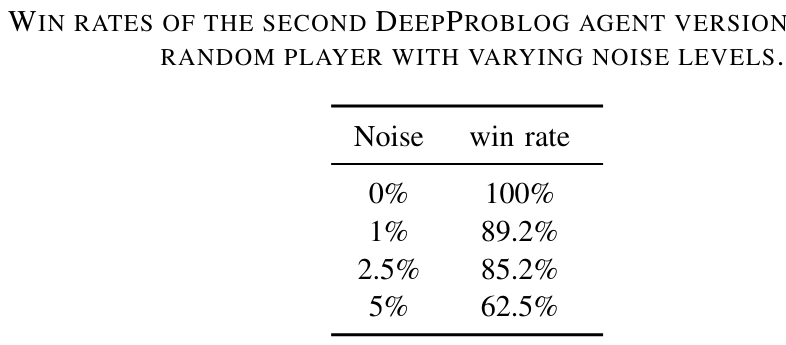 WIN RATES OF THE SECOND DEEPPROBLOG AGENT VERSION
RANDOM PLAYER WITH VARYING NOISE LEVELS.
Noise win rate
0% 100%
1% 89.2%
2.5% 85.2%
5% 62.5%